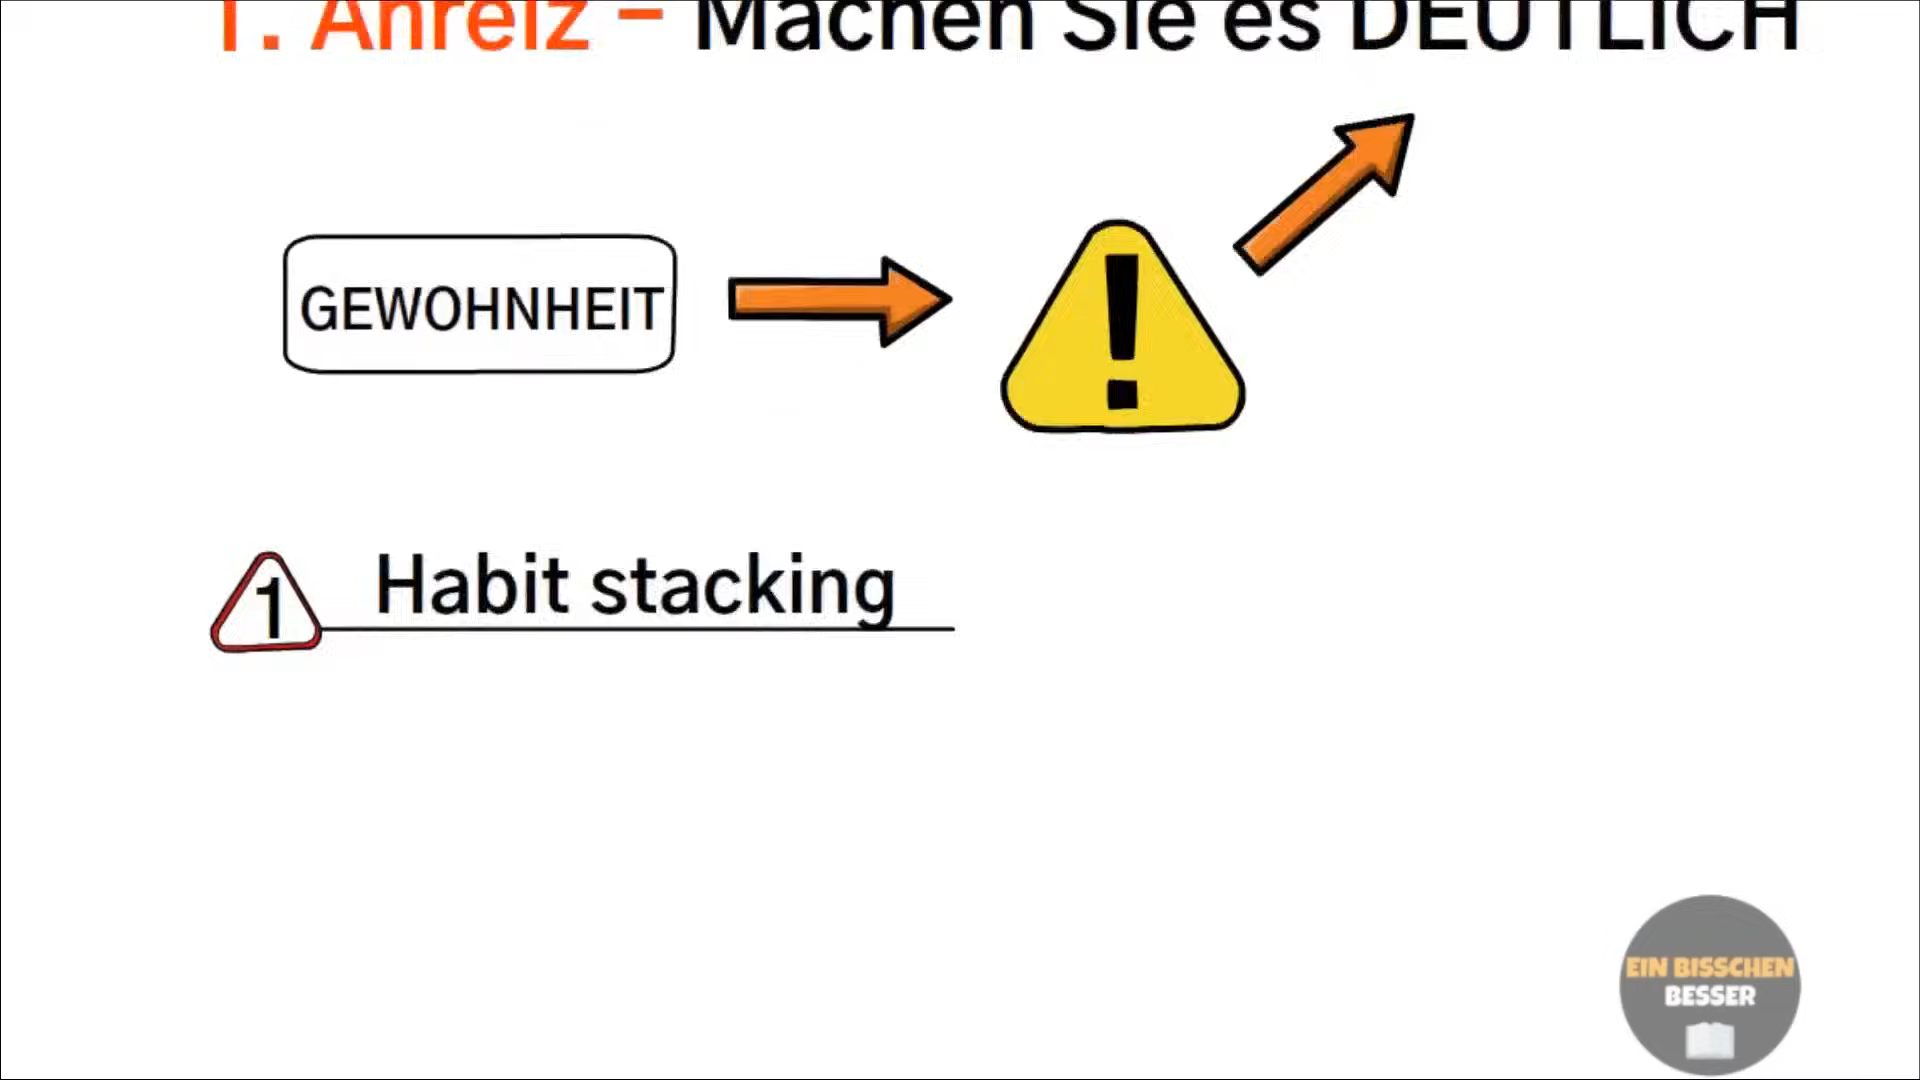 1. Anreiz – Machen Sie es DEUTLICH
GEWOHNHEIT
!
1 Habit stacking
EIN BISSCHEN
BESSER